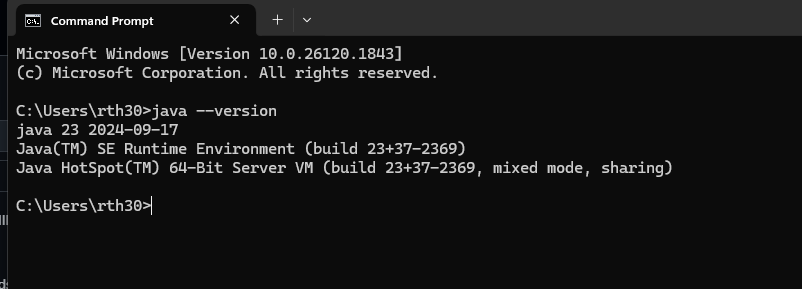 Command Prompt
Microsoft Windows [Version 10.0.26120.1843]
(c) Microsoft Corporation. All rights reserved.
C:\Users\rth30>java --version
java 23 2024-09-17
Java(TM) SE Runtime Environment (build 23+37-2369)
Java HotSpot(TM) 64-Bit Server VM (build 23+37-2369, mixed mode, sharing)
C:\Users\rth30>